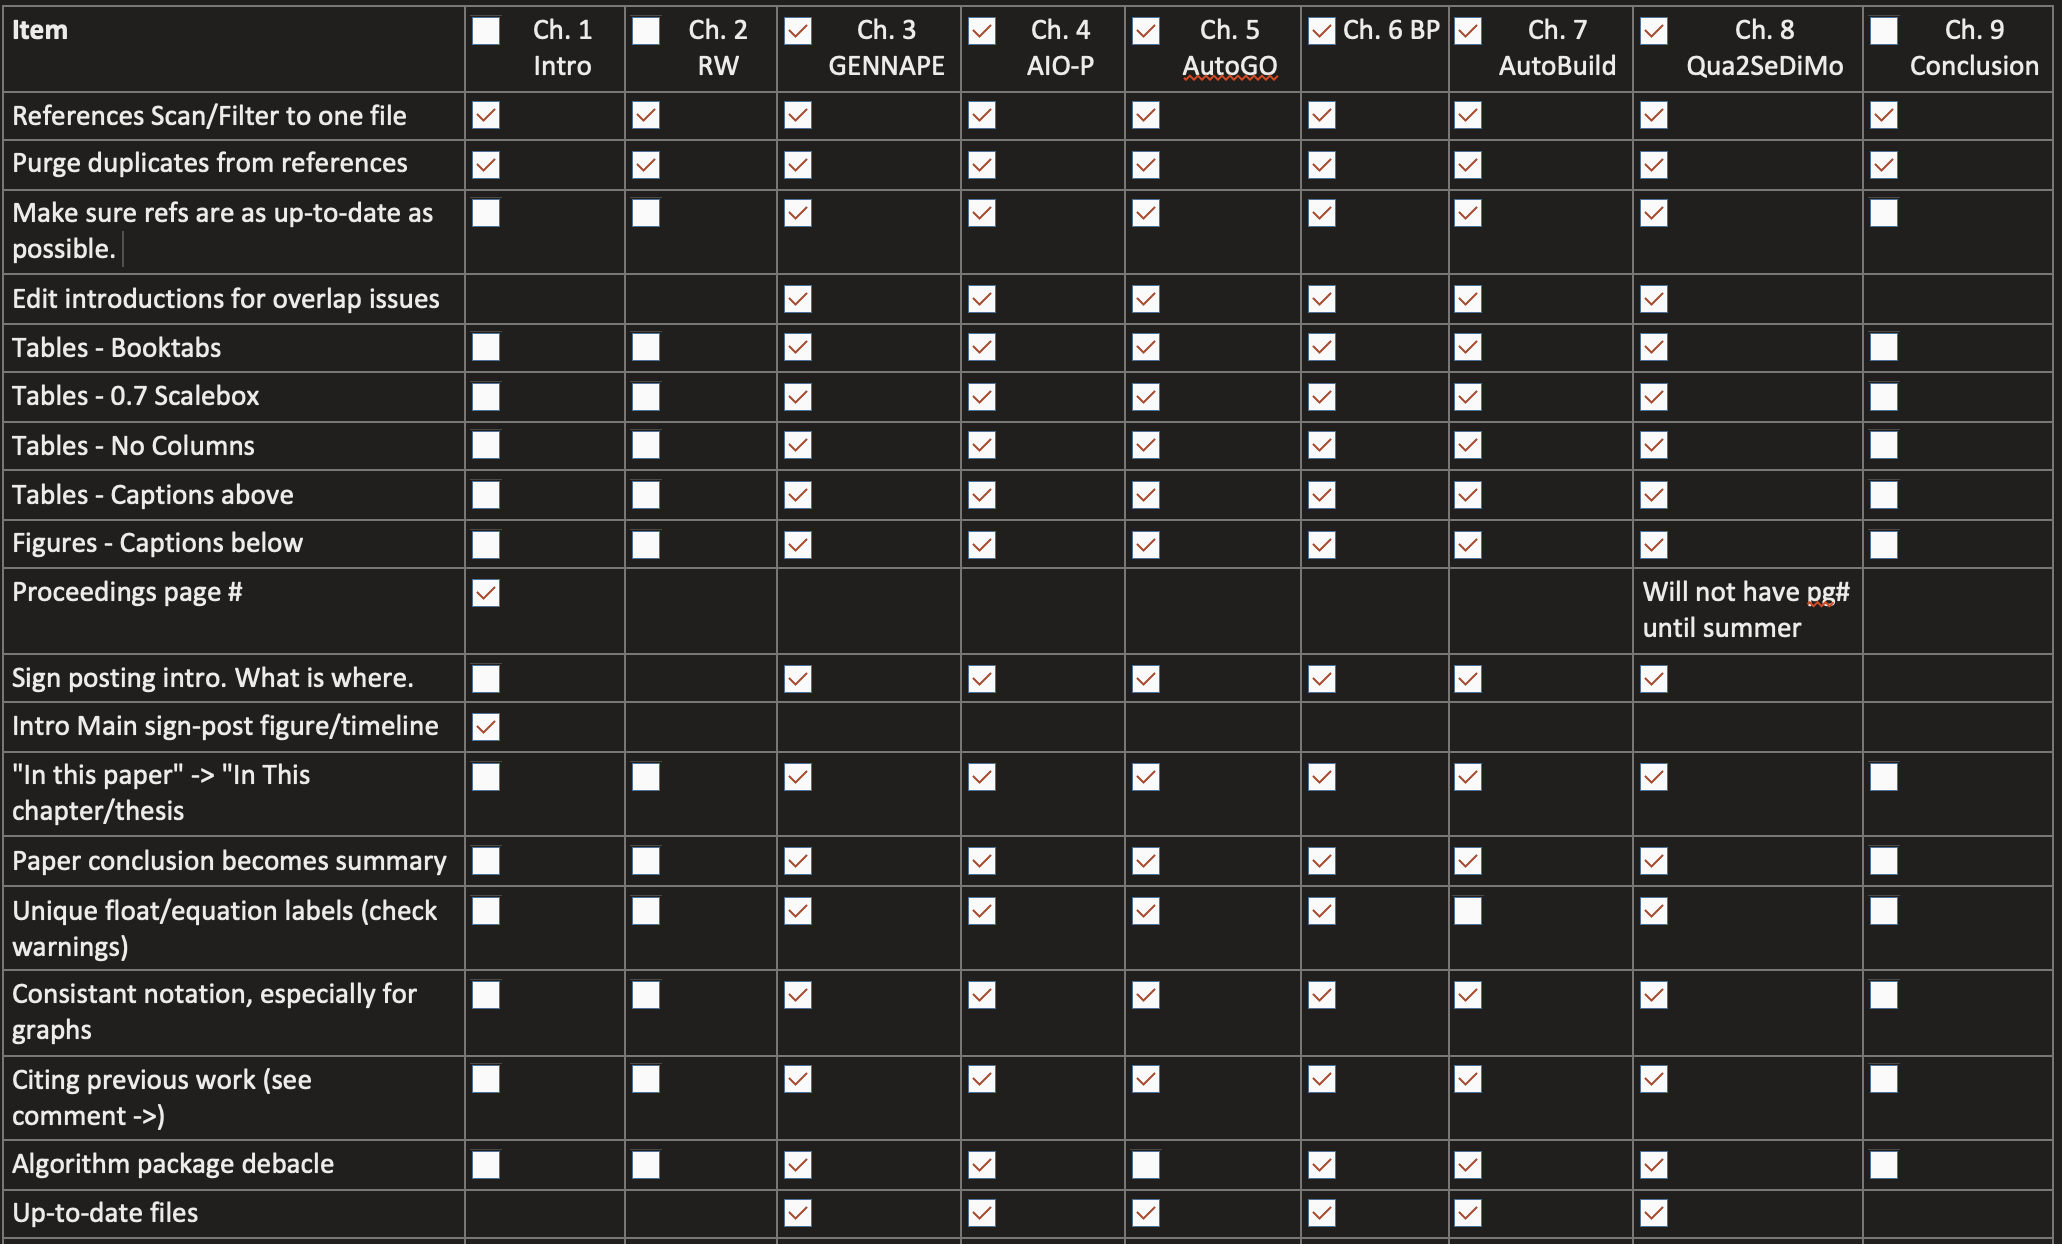 Item
Ch. 1
Intro
Ch. 2
RW
Ch. 3
GENNAPE
Ch. 4
AIO-P
Ch. 5
AutoGO
Ch. 6 BP
Ch. 7
AutoBuild
Ch. 8
Qua2SeDiMo
Ch. 9
Conclusion
References Scan/Filter to one file
Purge duplicates from references
Make sure refs are as up-to-date as
possible.
Edit introductions for overlap issues
Tables - Booktabs
Tables - 0.7 Scalebox
Tables - No Columns
Tables - Captions above
Figures - Captions below
Proceedings page #
Will not have pg#
until summer
Sign posting intro. What is where.
Intro Main sign-post figure/timeline
"In this paper" -> "In This
chapter/thesis
Paper conclusion becomes summary
Unique float/equation labels (check
warnings)
Consistant notation, especially for
graphs
Citing previous work (see
comment ->)
Algorithm package debacle
Up-to-date files